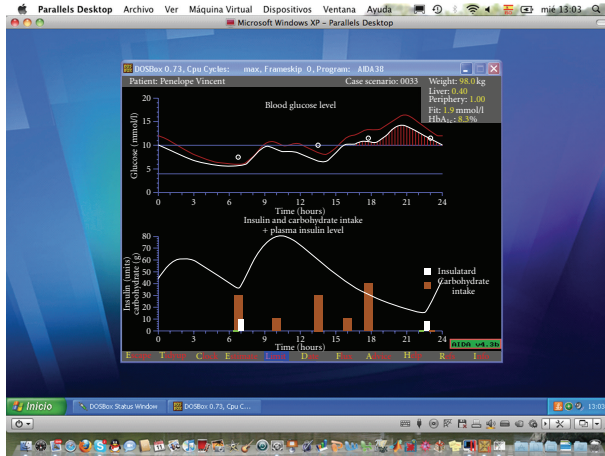 Parallels Desktop Archivo Ver Máquina Virtual Dispositivos Ventana Ayuda mié 13:03
Microsoft Windows XP – Parallels Desktop
DOSBox 0.73, Cpu Cycles: max, Frameskip 0, Program: AIDA38
Patient: Penelope Vincent Case scenario: 0033 Weight: 98.0 kg
Liver: 0.40
Periphery: 1.00
Fit: 1.9 mmol/l
HbA1c: 8.3%
Blood glucose level
Glucose (mmol/l)
20
15
10
5
0
0 3 6 9 12 15 18 21 24
Time (hours)
Insulin and carbohydrate intake
+ plasma insulin level
Insulin (units)
carbohydrate (g)
80
70
60
50
40
30
20
10
0
Insulatard
Carbohydrate
intake
0 3 6 9 12 15 18 21 24
Time (hours)
AIDA v4.3b
Inicio DOSBox Status Window DOSBox 0.73, Cpu C... 13:03